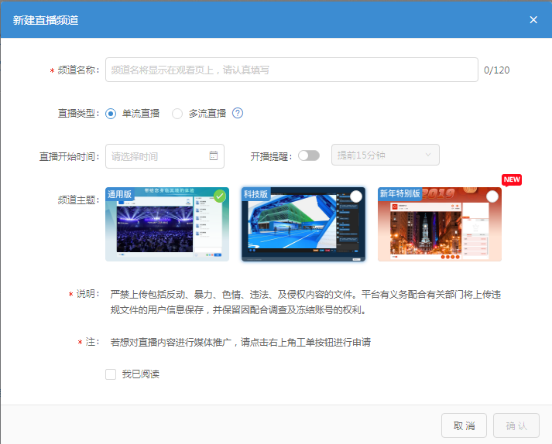 新建直播频道
* 频道名称: 频道名将显示在观看页上，请认真填写 0/120
直播类型: 单流直播 多流直播 ?
直播开始时间: 请选择时间 开播提醒: 提前15分钟
频道主题: 通用版 科技版 新年特别版 NEW
* 说明: 严禁上传包括反动、暴力、色情、违法、及侵权内容的文件。平台有义务配合有关部门将上传违
规文件的用户信息保存，并保留因配合调查及冻结账号的权利。
* 注: 若想对直播内容进行媒体推广，请点击右上角工单按钮进行申请
我已阅读
取 消 确 认